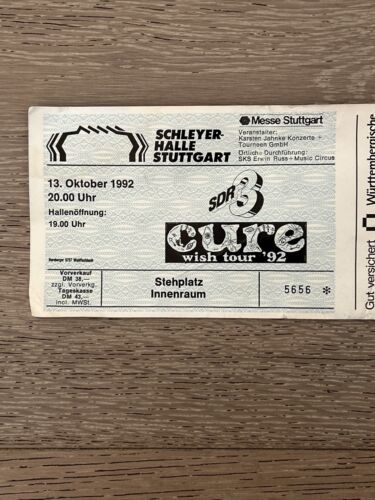 Messe Stuttgart
SCHLEYER-
HALLE
STUTTGART
Veranstalter:
Karsten Jahnke Konzerte +
Tourneen GmbH
Örtliche Durchführung:
SKS Erwin Russ + Music Circus
13. Oktober 1992
20.00 Uhr
Hallenöffnung:
19.00 Uhr
SDR 3
cure
wish tour '92
Vorverkauf
DM 38,—
zzgl. Vorverkg.
Tageskasse
DM 43,—
incl. MWSt.
Stehplatz
Innenraum
5656 *
Gut versichert
Württembergische